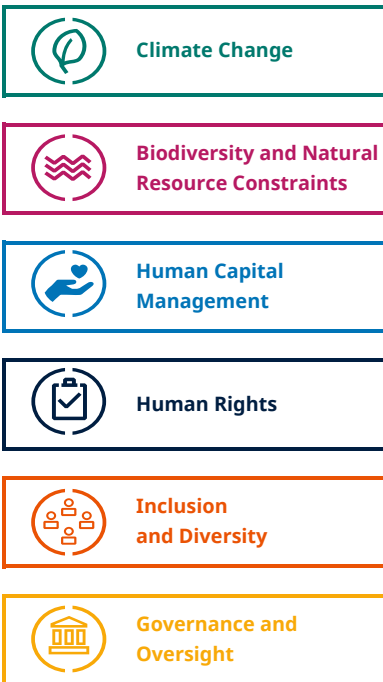 Climate Change
Biodiversity and Natural
Resource Constraints
Human Capital
Management
Human Rights
Inclusion
and Diversity
Governance and
Oversight